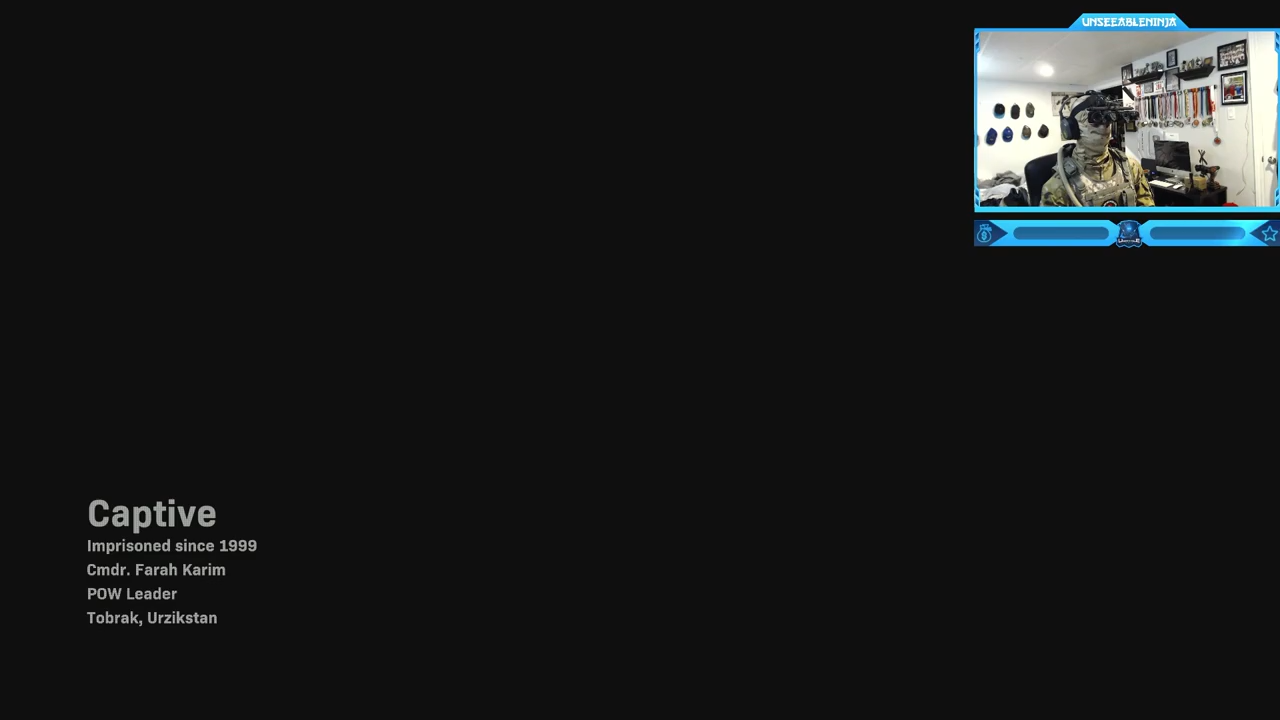 UNSEEABLENINJA
Captive
Imprisoned since 1999
Cmdr. Farah Karim
POW Leader
Tobrak, Urzikstan